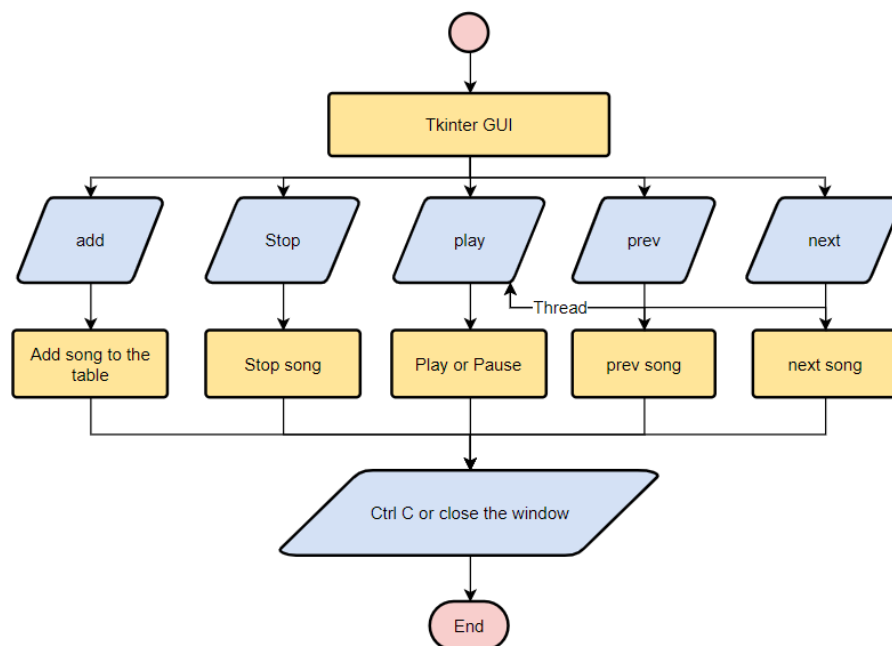 Tkinter GUI
add
Stop
play
prev
next
Thread
Add song to the
table
Stop song
Play or Pause
prev song
next song
Ctrl C or close the window
End